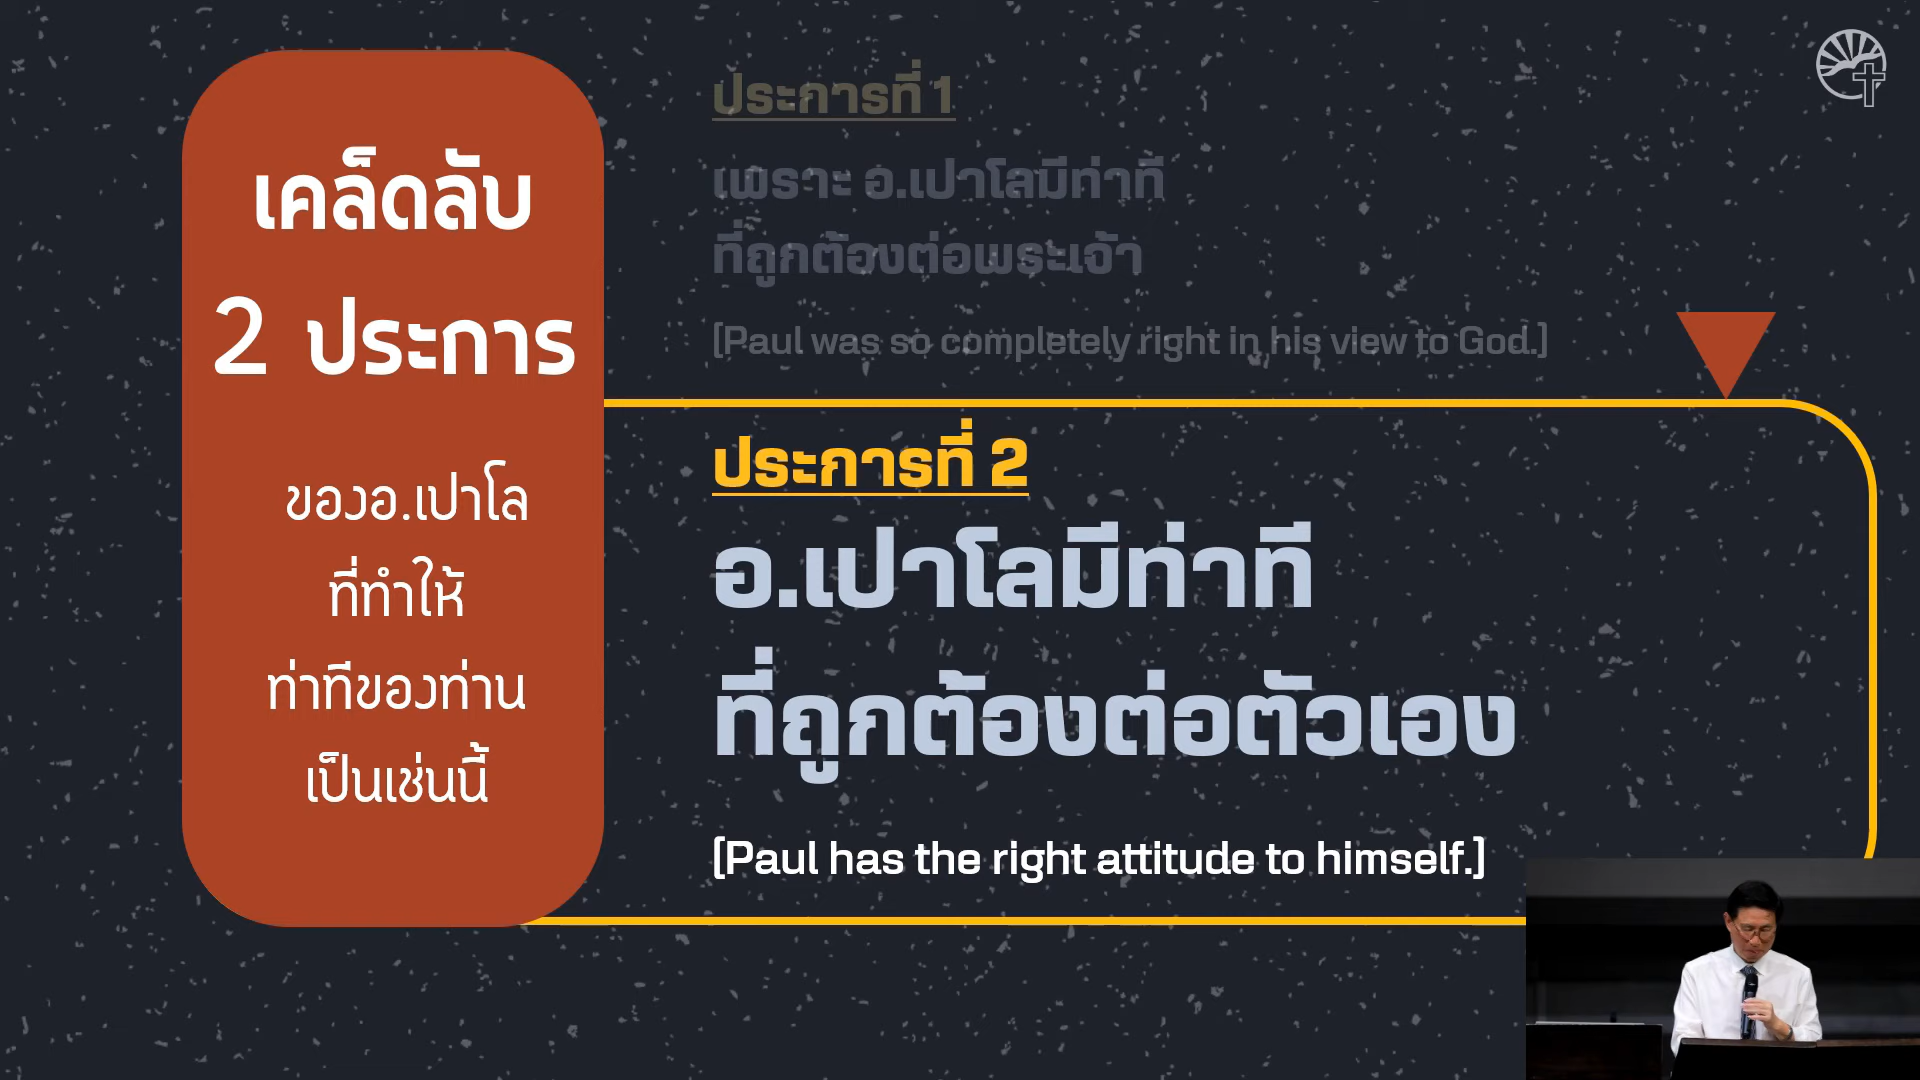 เคล็ดลับ
2 ประการ
ของอ.เปาโล
ที่ทำให้
ท่าทีของท่าน
เป็นเช่นนี้
ประการที่ 1
เพราะ อ.เปาโลมีท่าที
ที่ถูกต้องต่อพระเจ้า
(Paul was so completely right in his view to God.)
ประการที่ 2
อ.เปาโลมีท่าที
ที่ถูกต้องต่อตัวเอง
(Paul has the right attitude to himself.)